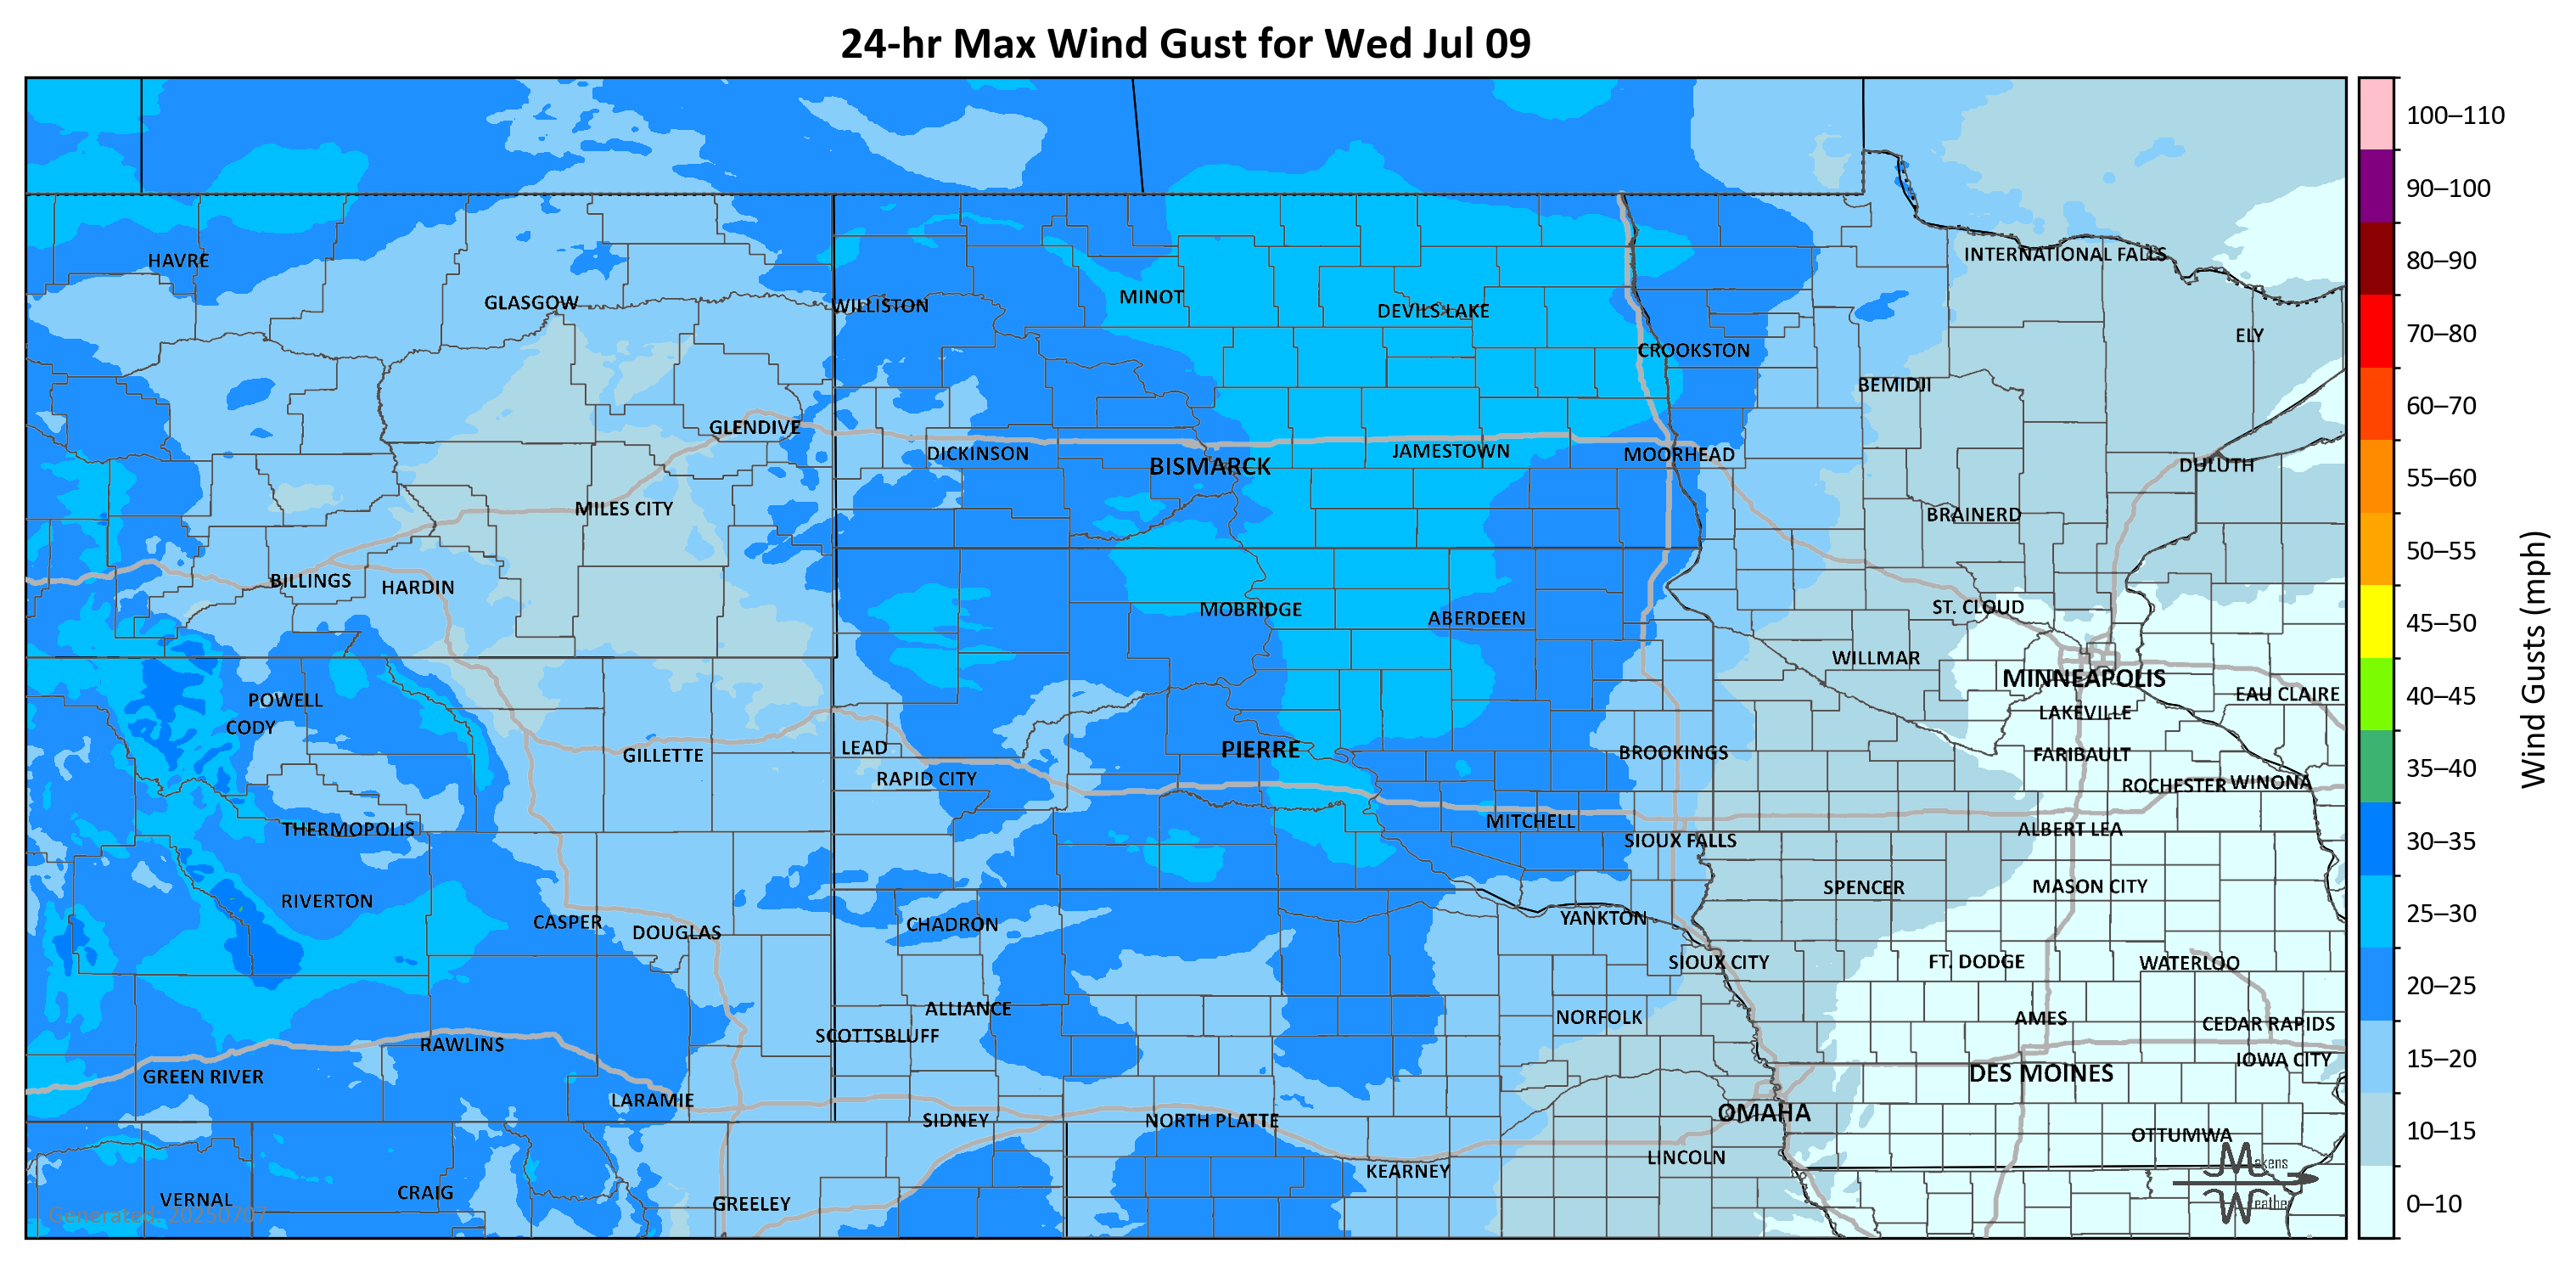 24-hr Max Wind Gust for Wed Jul 09
100–110
90–100
80–90
70–80
60–70
55–60
50–55
45–50
40–45
35–40
30–35
25–30
20–25
15–20
10–15
0–10
Wind Gusts (mph)
HAVRE
INTERNATIONAL FALLS
GLASGOW
WILLISTON
MINOT
DEVILS LAKE
ELY
CROOKSTON
BEMIDJI
GLENDIVE
DICKINSON
BISMARCK
JAMESTOWN
MOORHEAD
DULUTH
MILES CITY
BRAINERD
BILLINGS
HARDIN
MOBRIDGE
ABERDEEN
ST. CLOUD
WILLMAR
MINNEAPOLIS
EAU CLAIRE
POWELL
CODY
LAKEVILLE
GILLETTE
LEAD
PIERRE
BROOKINGS
FARIBAULT
RAPID CITY
ROCHESTER
WINONA
THERMOPOLIS
MITCHELL
SIOUX FALLS
ALBERT LEA
RIVERTON
SPENCER
MASON CITY
CASPER
DOUGLAS
CHADRON
YANKTON
SIOUX CITY
FT. DODGE
WATERLOO
ALLIANCE
SCOTTSBLUFF
NORFOLK
AMES
CEDAR RAPIDS
RAWLINS
IOWA CITY
GREEN RIVER
DES MOINES
LARAMIE
SIDNEY
NORTH PLATTE
OMAHA
OTTUMWA
KEARNEY
LINCOLN
VERNAL
CRAIG
GREELEY
Generated: 20250707
Makens
Weather